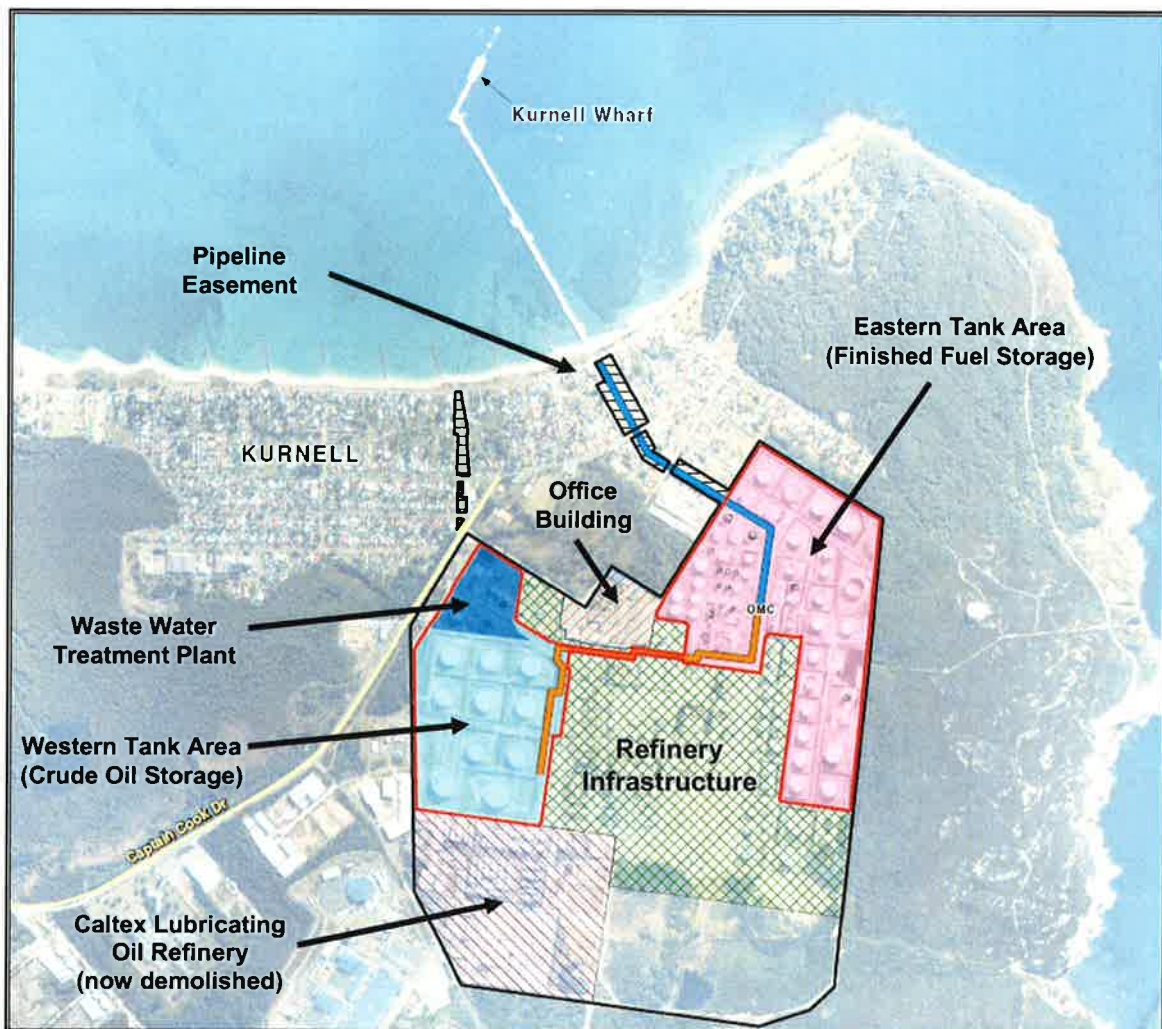 Kurnell Wharf
Pipeline
Easement
Eastern Tank Area
(Finished Fuel Storage)
KURNELL
Office
Building
OMC
Waste Water
Treatment Plant
Western Tank Area
(Crude Oil Storage)
Refinery
Infrastructure
Captain Cook Dr
Caltex Lubricating
Oil Refinery
(now demolished)